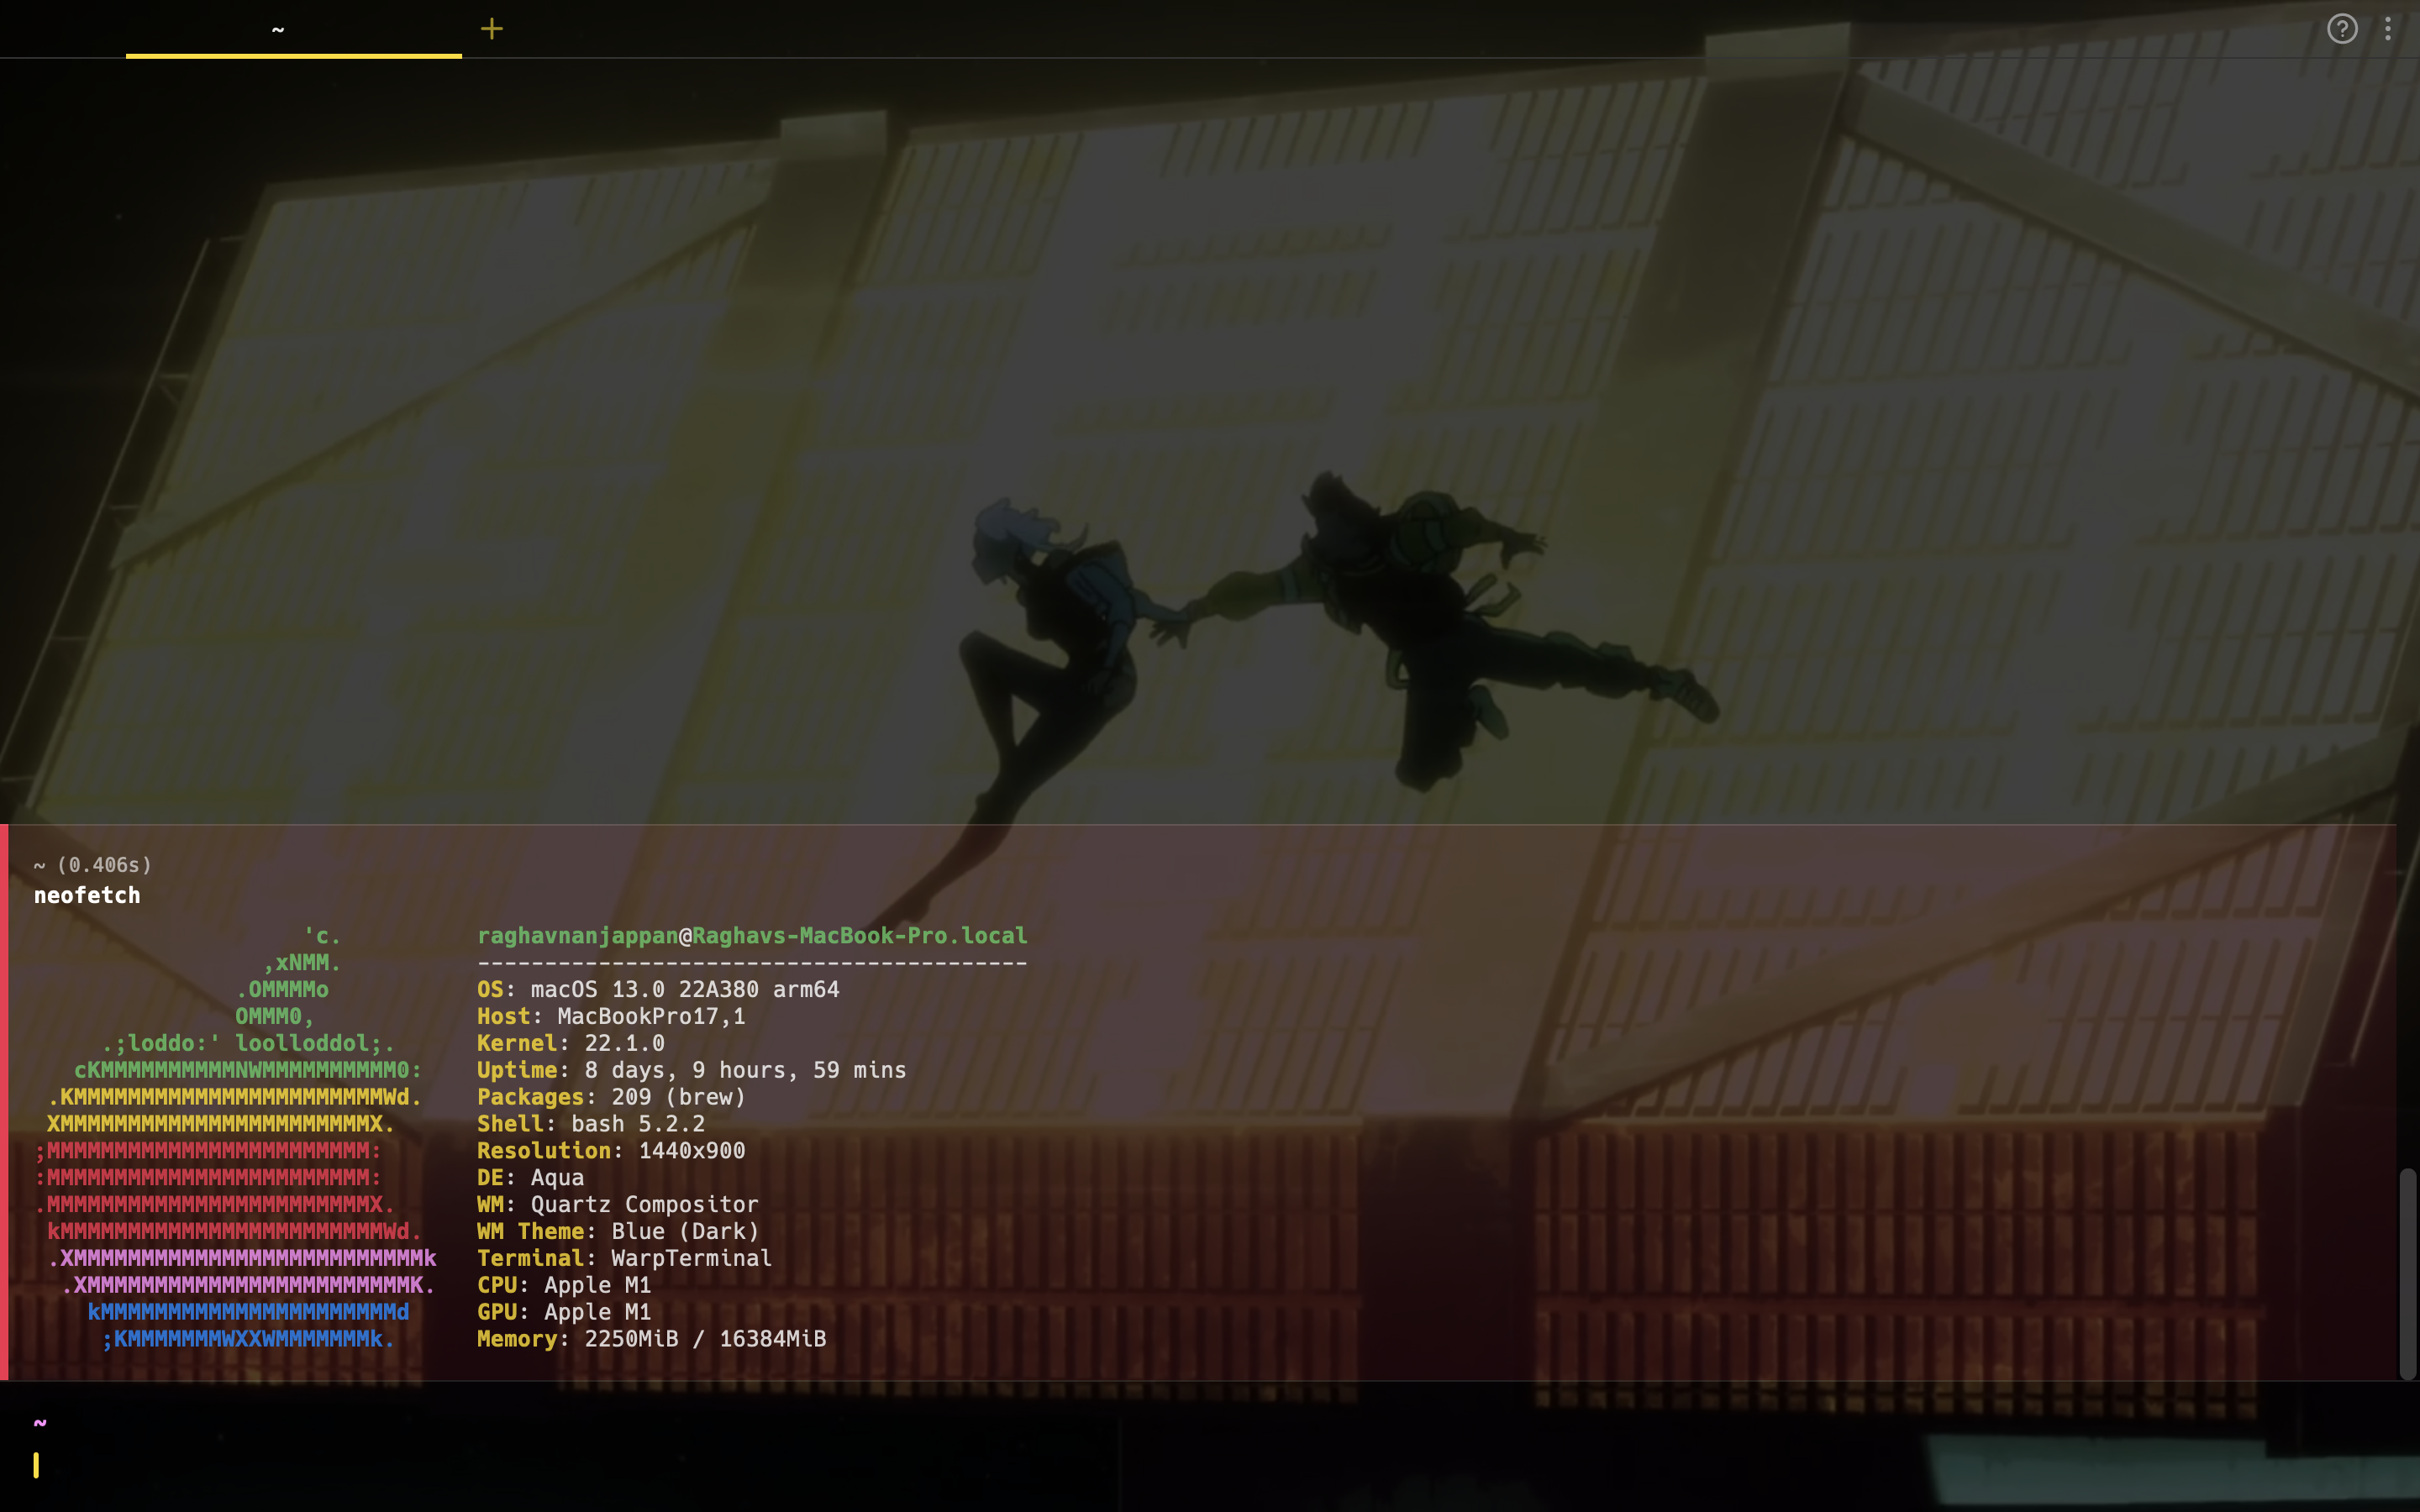 ~
~ (0.406s)
neofetch
'c. raghavnanjappan@Raghavs-MacBook-Pro.local
,xNMM. -----------------------------------------
.OMMMMo OS: macOS 13.0 22A380 arm64
OMMM0, Host: MacBookPro17,1
.;loddo:' loolloddol;. Kernel: 22.1.0
cKMMMMMMMMMMNWMMMMMMMMMM0: Uptime: 8 days, 9 hours, 59 mins
.KMMMMMMMMMMMMMMMMMMMMMMMWd. Packages: 209 (brew)
XMMMMMMMMMMMMMMMMMMMMMMMX. Shell: bash 5.2.2
;MMMMMMMMMMMMMMMMMMMMMMMM: Resolution: 1440x900
:MMMMMMMMMMMMMMMMMMMMMMMM: DE: Aqua
.MMMMMMMMMMMMMMMMMMMMMMMMX. WM: Quartz Compositor
kMMMMMMMMMMMMMMMMMMMMMMMMWd. WM Theme: Blue (Dark)
.XMMMMMMMMMMMMMMMMMMMMMMMMMMk Terminal: WarpTerminal
.XMMMMMMMMMMMMMMMMMMMMMMMMK. CPU: Apple M1
kMMMMMMMMMMMMMMMMMMMMMMd GPU: Apple M1
;KMMMMMMMWXXWMMMMMMMk. Memory: 2250MiB / 16384MiB
~